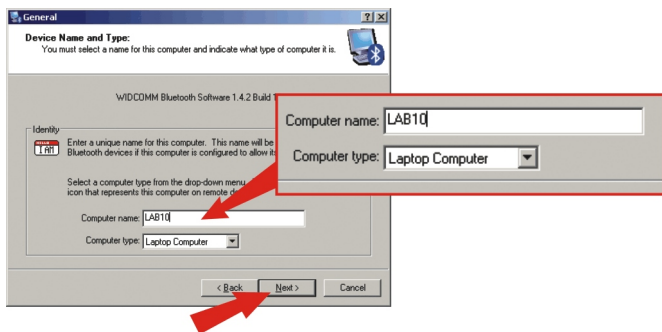 General
Device Name and Type:
You must select a name for this computer and indicate what type of computer it is.
WIDCOMM Bluetooth Software 1.4.2 Build
Identity
HELLO
I AM
Enter a unique name for this computer. This name will be
Bluetooth devices if this computer is configured to allow
Select a computer type from the drop-down menu
icon that represents this computer on remote
Computer name: LAB10
Computer type: Laptop Computer
< Back
Next >
Cancel
Computer name: LAB10
Computer type: Laptop Computer